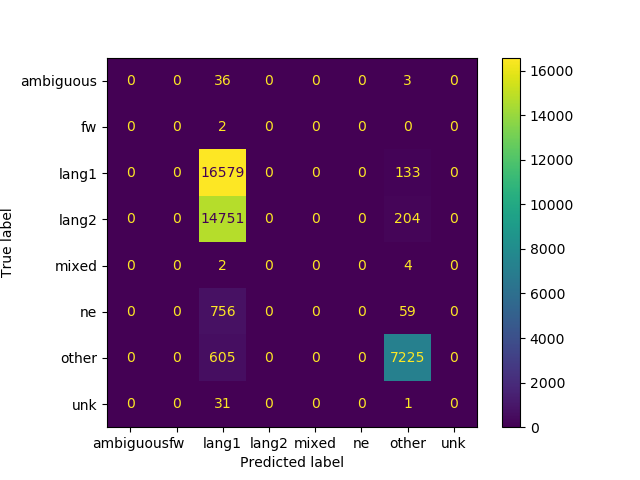 ambiguous 0 0 36 0 0 0 3 0 16000
fw 0 0 2 0 0 0 0 0 14000
lang1 0 0 16579 0 0 0 133 0 12000
lang2 0 0 14751 0 0 0 204 0 10000
mixed 0 0 2 0 0 0 4 0 8000
ne 0 0 756 0 0 0 59 0 6000
other 0 0 605 0 0 0 7225 0 4000
unk 0 0 31 0 0 0 1 0 2000
0
ambiguous fw lang1 lang2 mixed ne other unk
Predicted label
True label